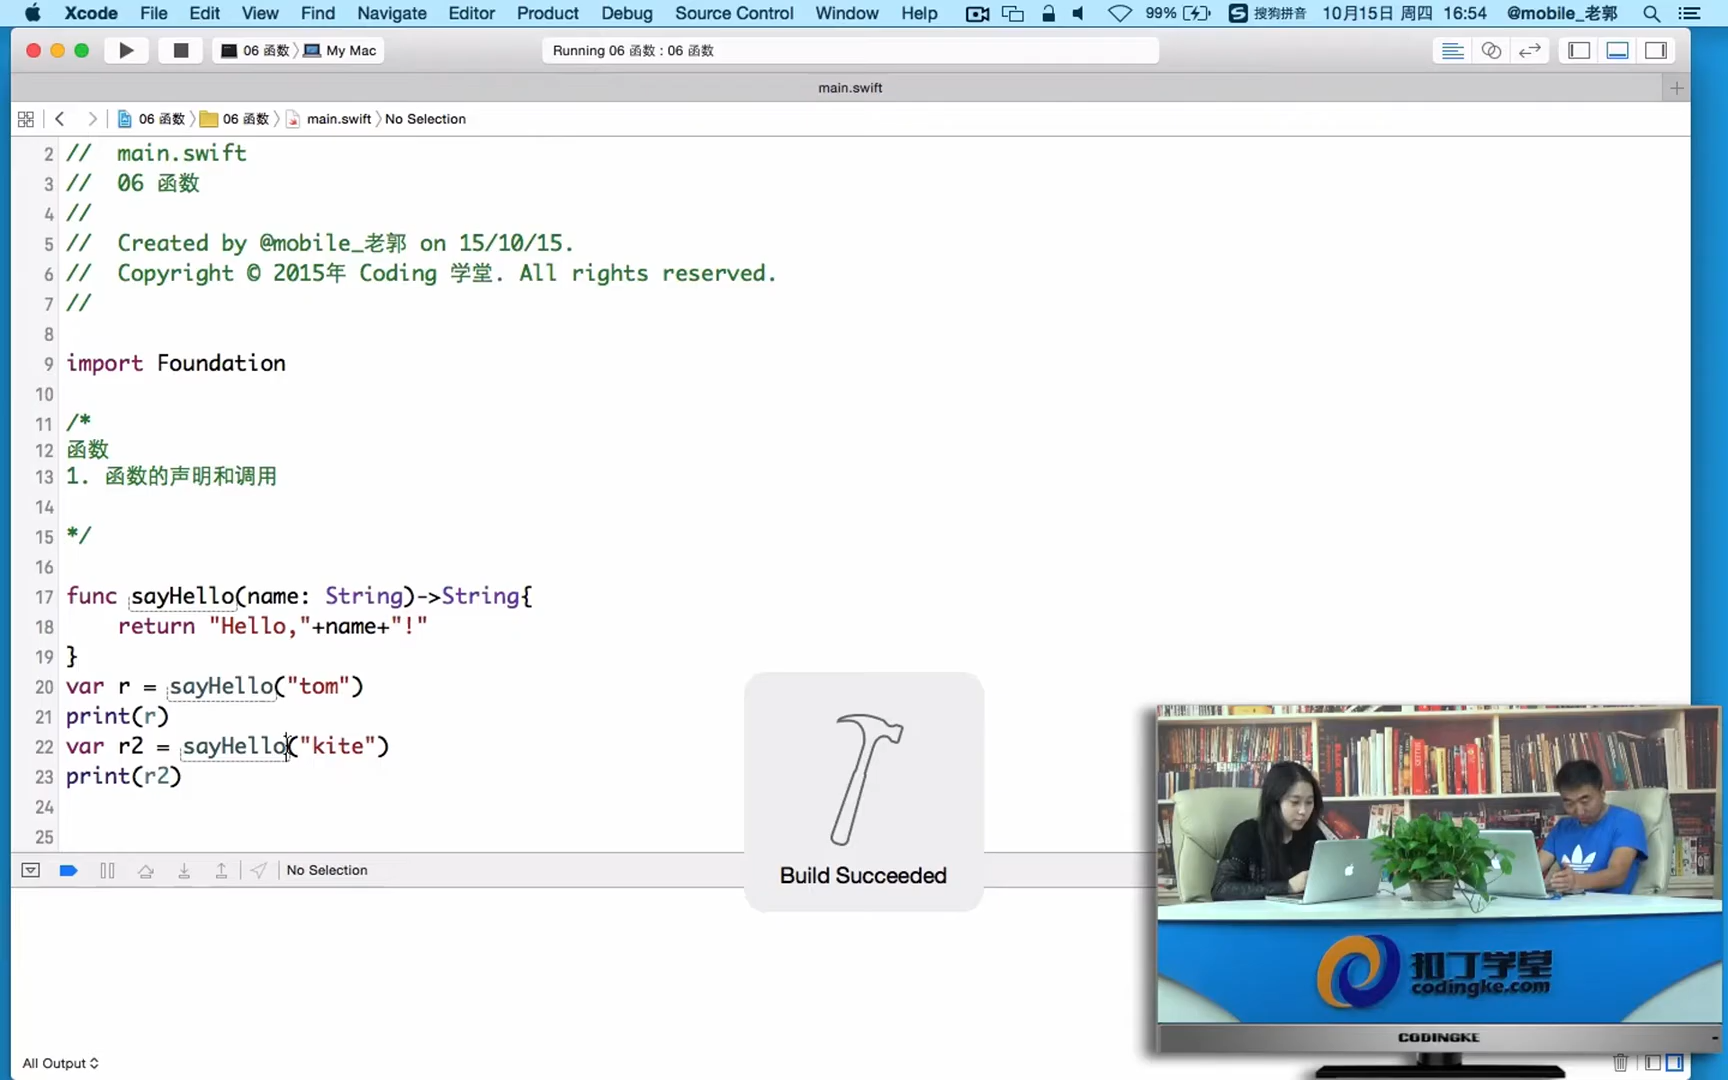 Xcode File Edit View Find Navigate Editor Product Debug Source Control Window Help 99% 搜狗拼音 10月15日 周四 16:54 @mobile_老郭
06 函数 My Mac Running 06 函数 : 06 函数
main.swift
06 函数 06 函数 main.swift No Selection
2 // main.swift
3 // 06 函数
4 //
5 // Created by @mobile_老郭 on 15/10/15.
6 // Copyright © 2015年 Coding 学堂. All rights reserved.
7 //
8
9 import Foundation
10
11 /*
12 函数
13 1. 函数的声明和调用
14
15 */
16
17 func sayHello(name: String)->String{
18 return "Hello,"+name+"!"
19 }
20 var r = sayHello("tom")
21 print(r)
22 var r2 = sayHello("kite")
23 print(r2)
24
25
Build Succeeded
No Selection
扣丁学堂
codingke.com
CODINGKE
All Output